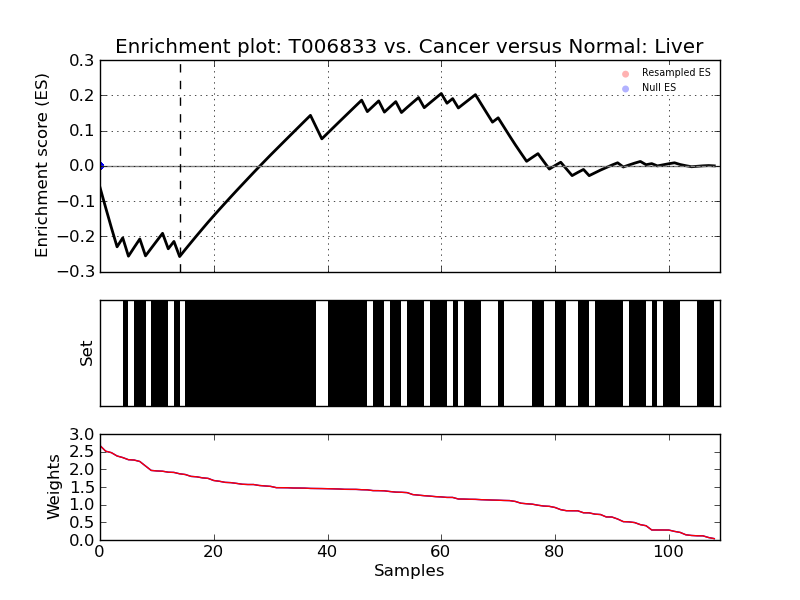 Enrichment plot: T006833 vs. Cancer versus Normal: Liver
Enrichment score (ES)
0.3
0.2
0.1
0.0
−0.1
−0.2
−0.3
Resampled ES
Null ES
Set
Weights
3.0
2.5
2.0
1.5
1.0
0.5
0.0
0 20 40 60 80 100
Samples